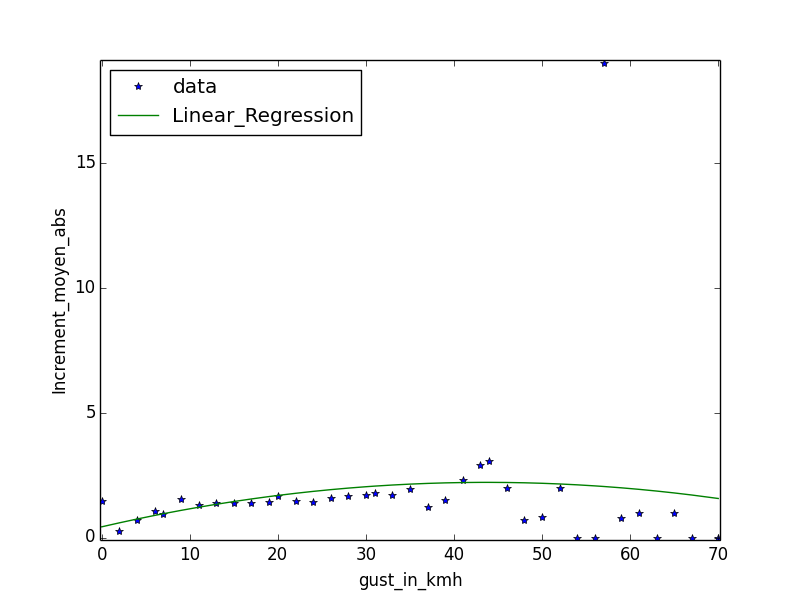 data
Linear_Regression
15
10
5
0
Increment_moyen_abs
0 10 20 30 40 50 60 70
gust_in_kmh